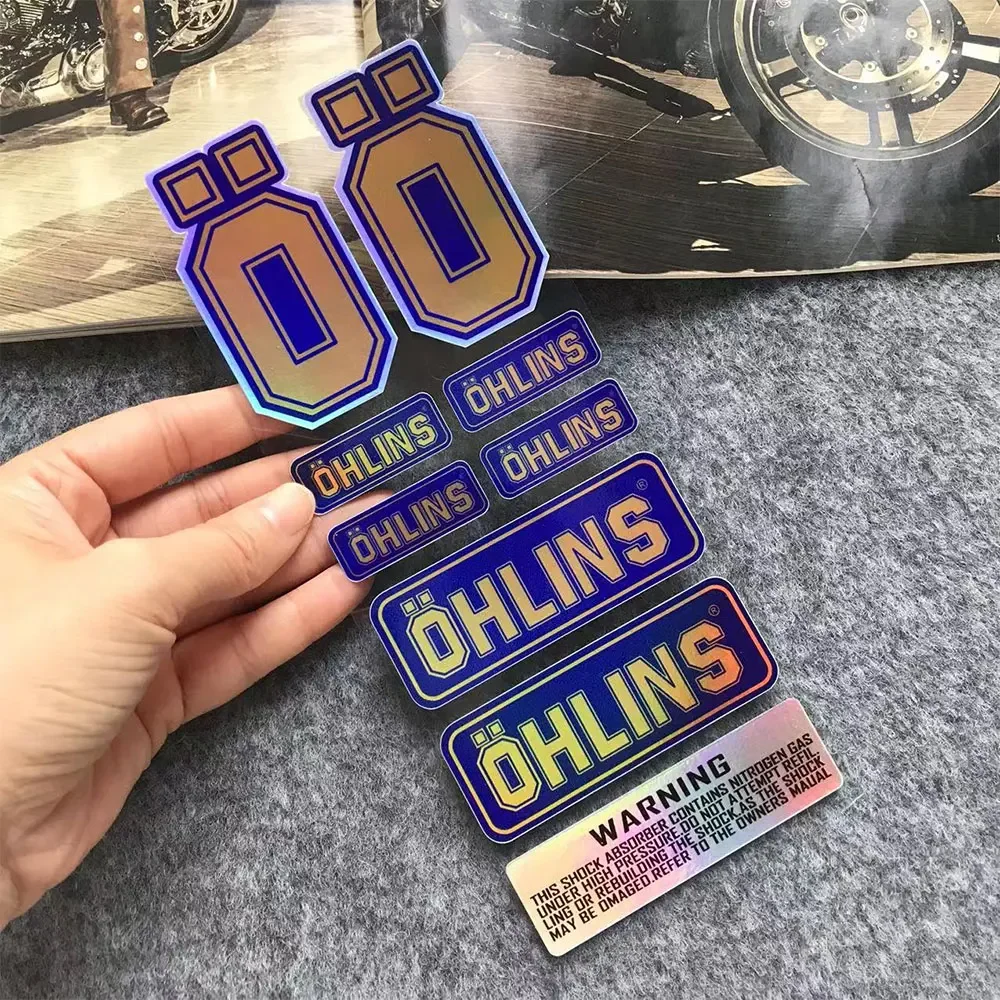 Ö Ö
ÖHLINS
ÖHLINS
ÖHLINS
ÖHLINS
ÖHLINS®
ÖHLINS®
WARNING
THIS SHOCK ABSORBER CONTAINS NITROGEN GAS
UNDER HIGH PRESSURE.DO NOT ATTEMPT REFIL.
LING OR REBUILDING THE SHOCK.AS THE SHOCK
MAY BE DMAGED.REFER TO THE OWNERS MAUAL